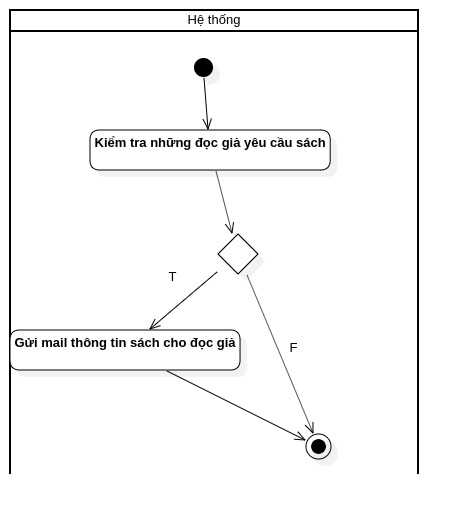 Hệ thống
Kiểm tra những đọc giả yêu cầu sách
T
F
Gửi mail thông tin sách cho đọc giả